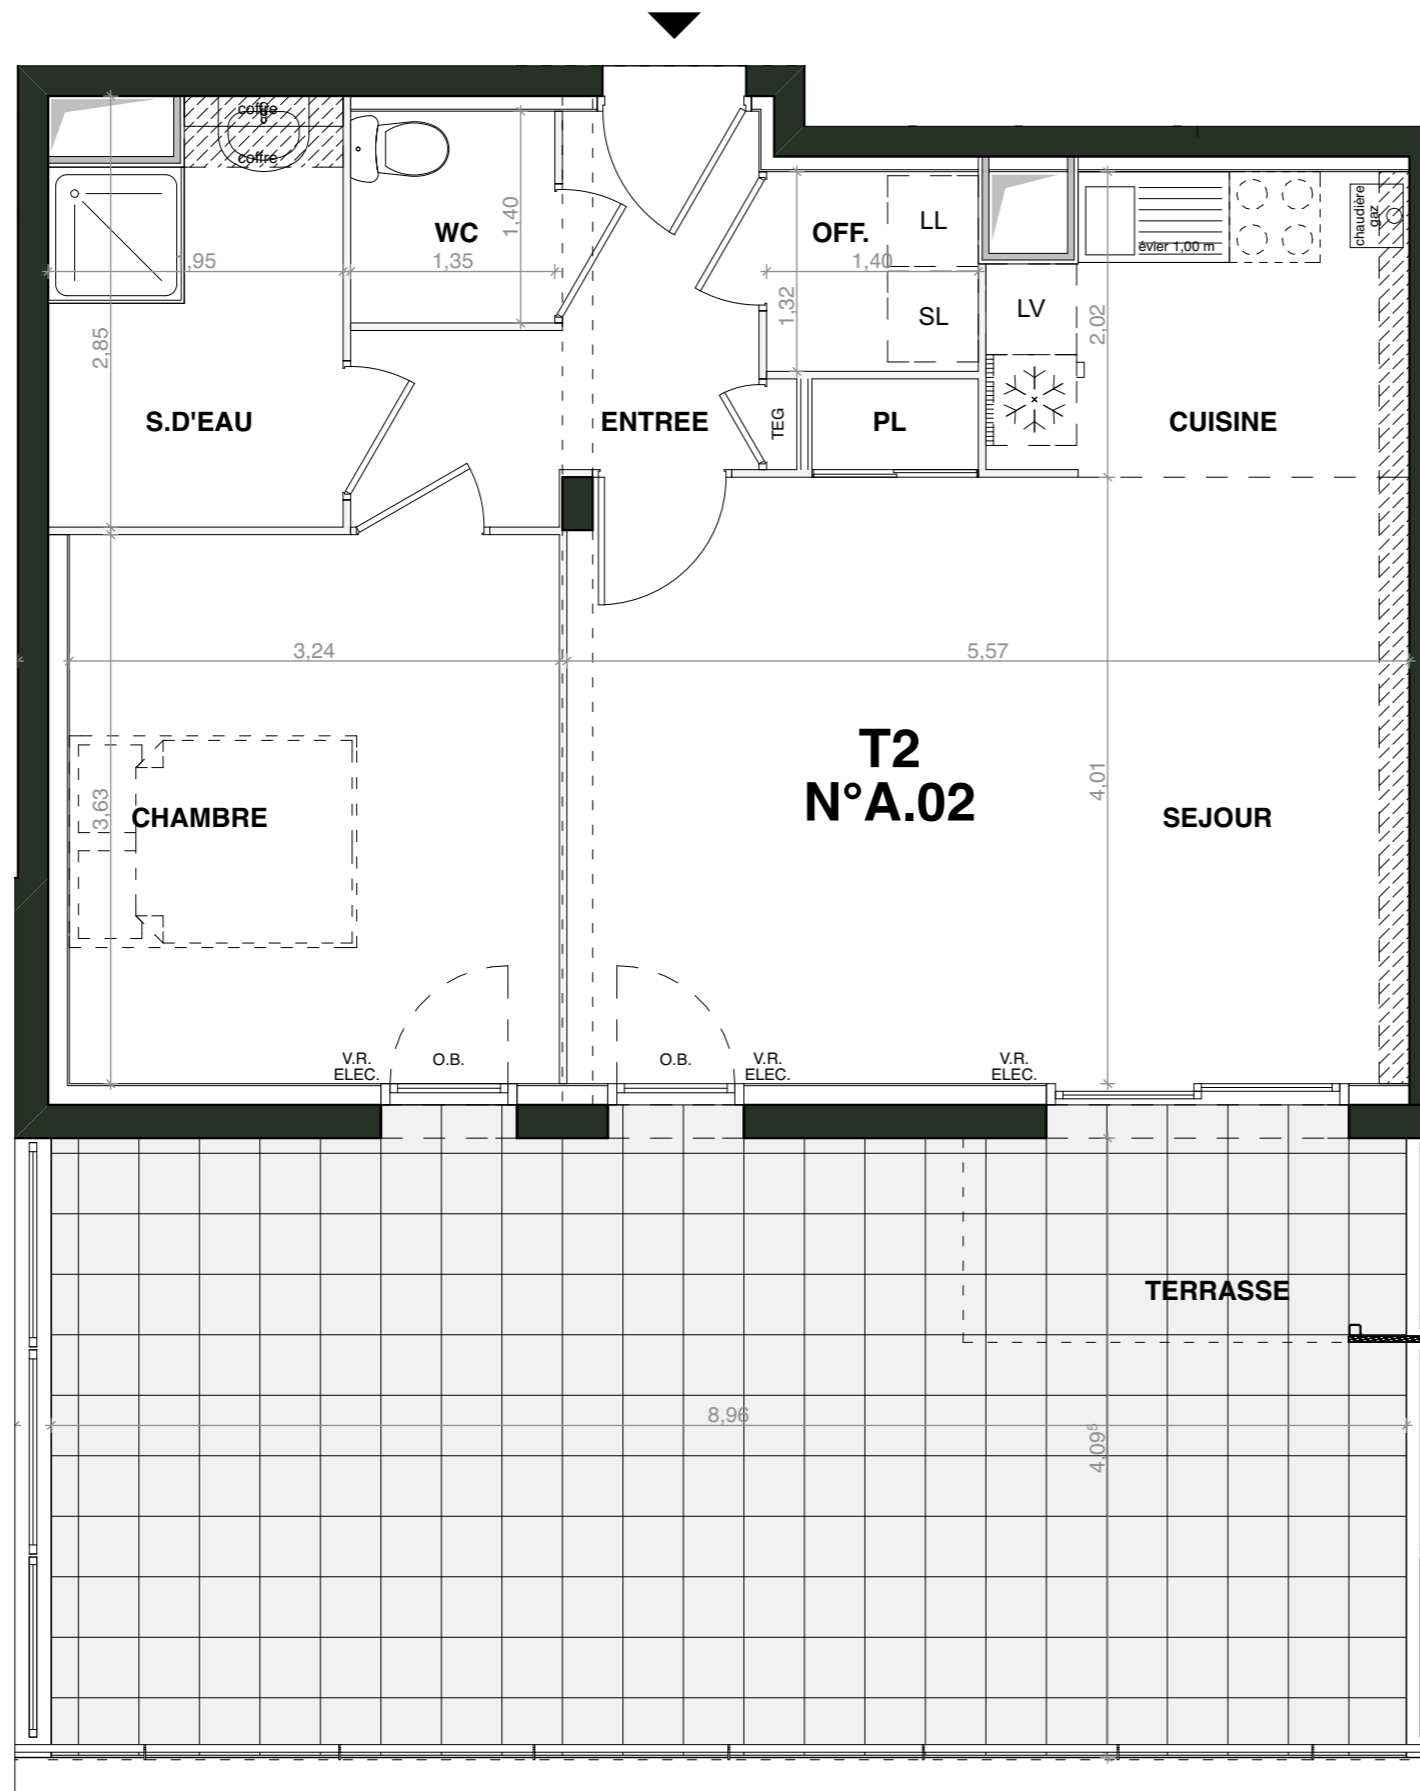 coffre
coffre
WC
1,40
OFF.
LL
évier 1,00 m
chaudière
gaz
1,95
1,35
1,40
1,32
SL
LV
2,02
2,85
S.D'EAU
ENTREE
TEG
PL
CUISINE
3,24
5,57
T2
N°A.02
4,01
3,63
CHAMBRE
SEJOUR
V.R.
ELEC.
O.B.
O.B.
V.R.
ELEC.
V.R.
ELEC.
TERRASSE
8,96
4,09⁵